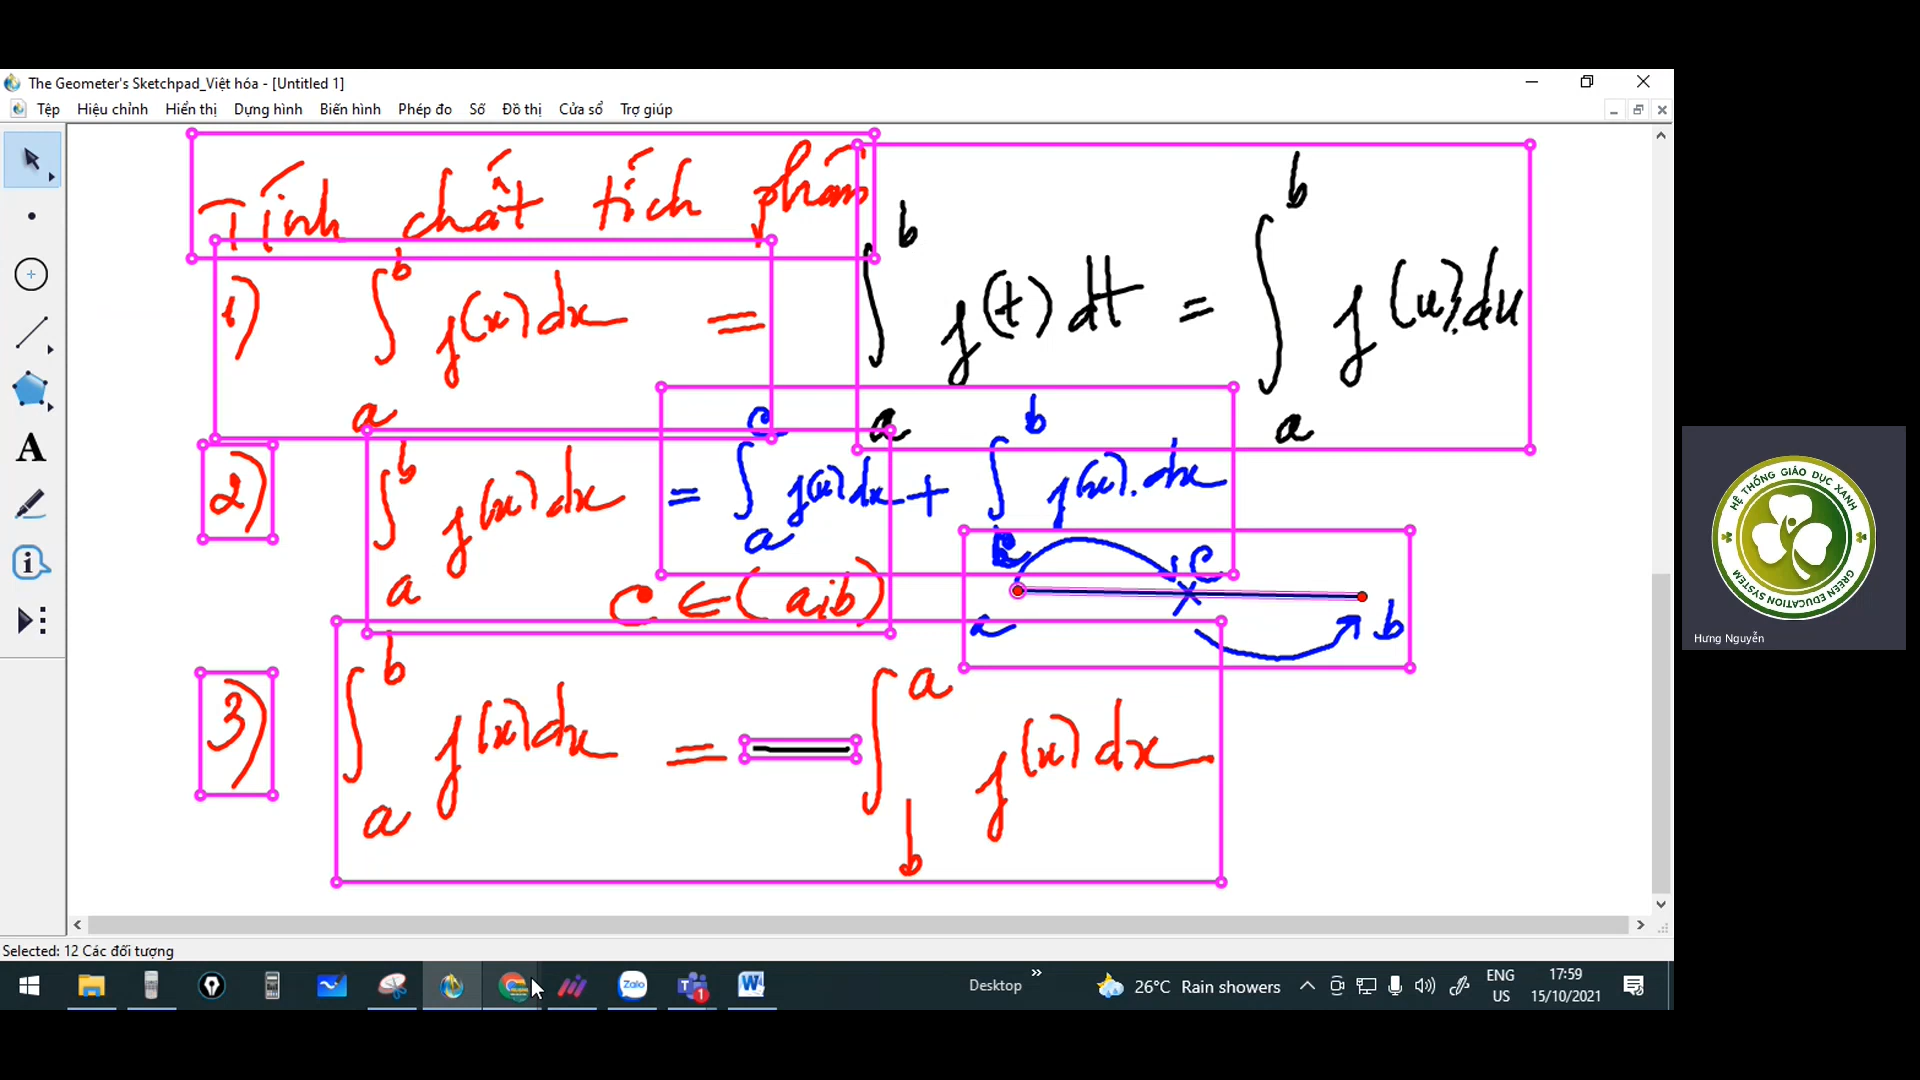 The Geometer's Sketchpad_Việt hóa - [Untitled 1]
Tệp Hiệu chỉnh Hiển thị Dựng hình Biến hình Phép đo Số Đồ thị Cửa sổ Trợ giúp
Tính chất tích phân
1) ∫_a^b f(x)dx = ∫_a^b f(t)dt = ∫_a^b f(u).du
2) ∫_a^b f(x)dx = ∫_a^c f(x)dx + ∫_c^b f(x).dx
c ∈ (a;b)
a c b
3) ∫_a^b f(x)dx = - ∫_b^a f(x)dx
HỆ THỐNG GIÁO DỤC XANH
GREEN EDUCATION SYSTEM
Hưng Nguyễn
Selected: 12 Các đối tượng
Zalo
T 1
W
Desktop
26°C Rain showers
ENG
US
17:59
15/10/2021